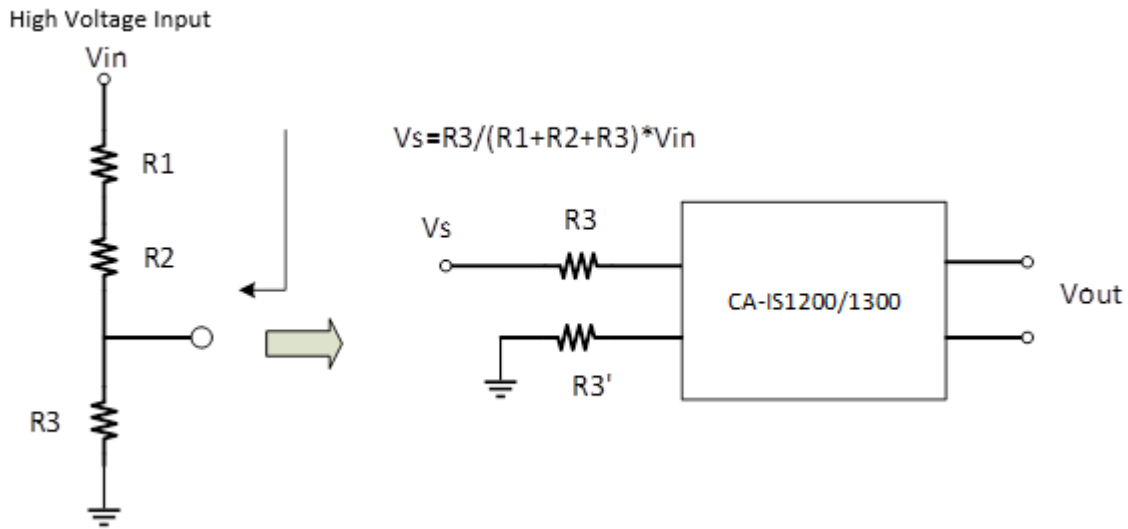 High Voltage Input
Vin
R1
R2
R3
Vs=R3/(R1+R2+R3)*Vin
Vs
R3
R3'
CA-IS1200/1300
Vout